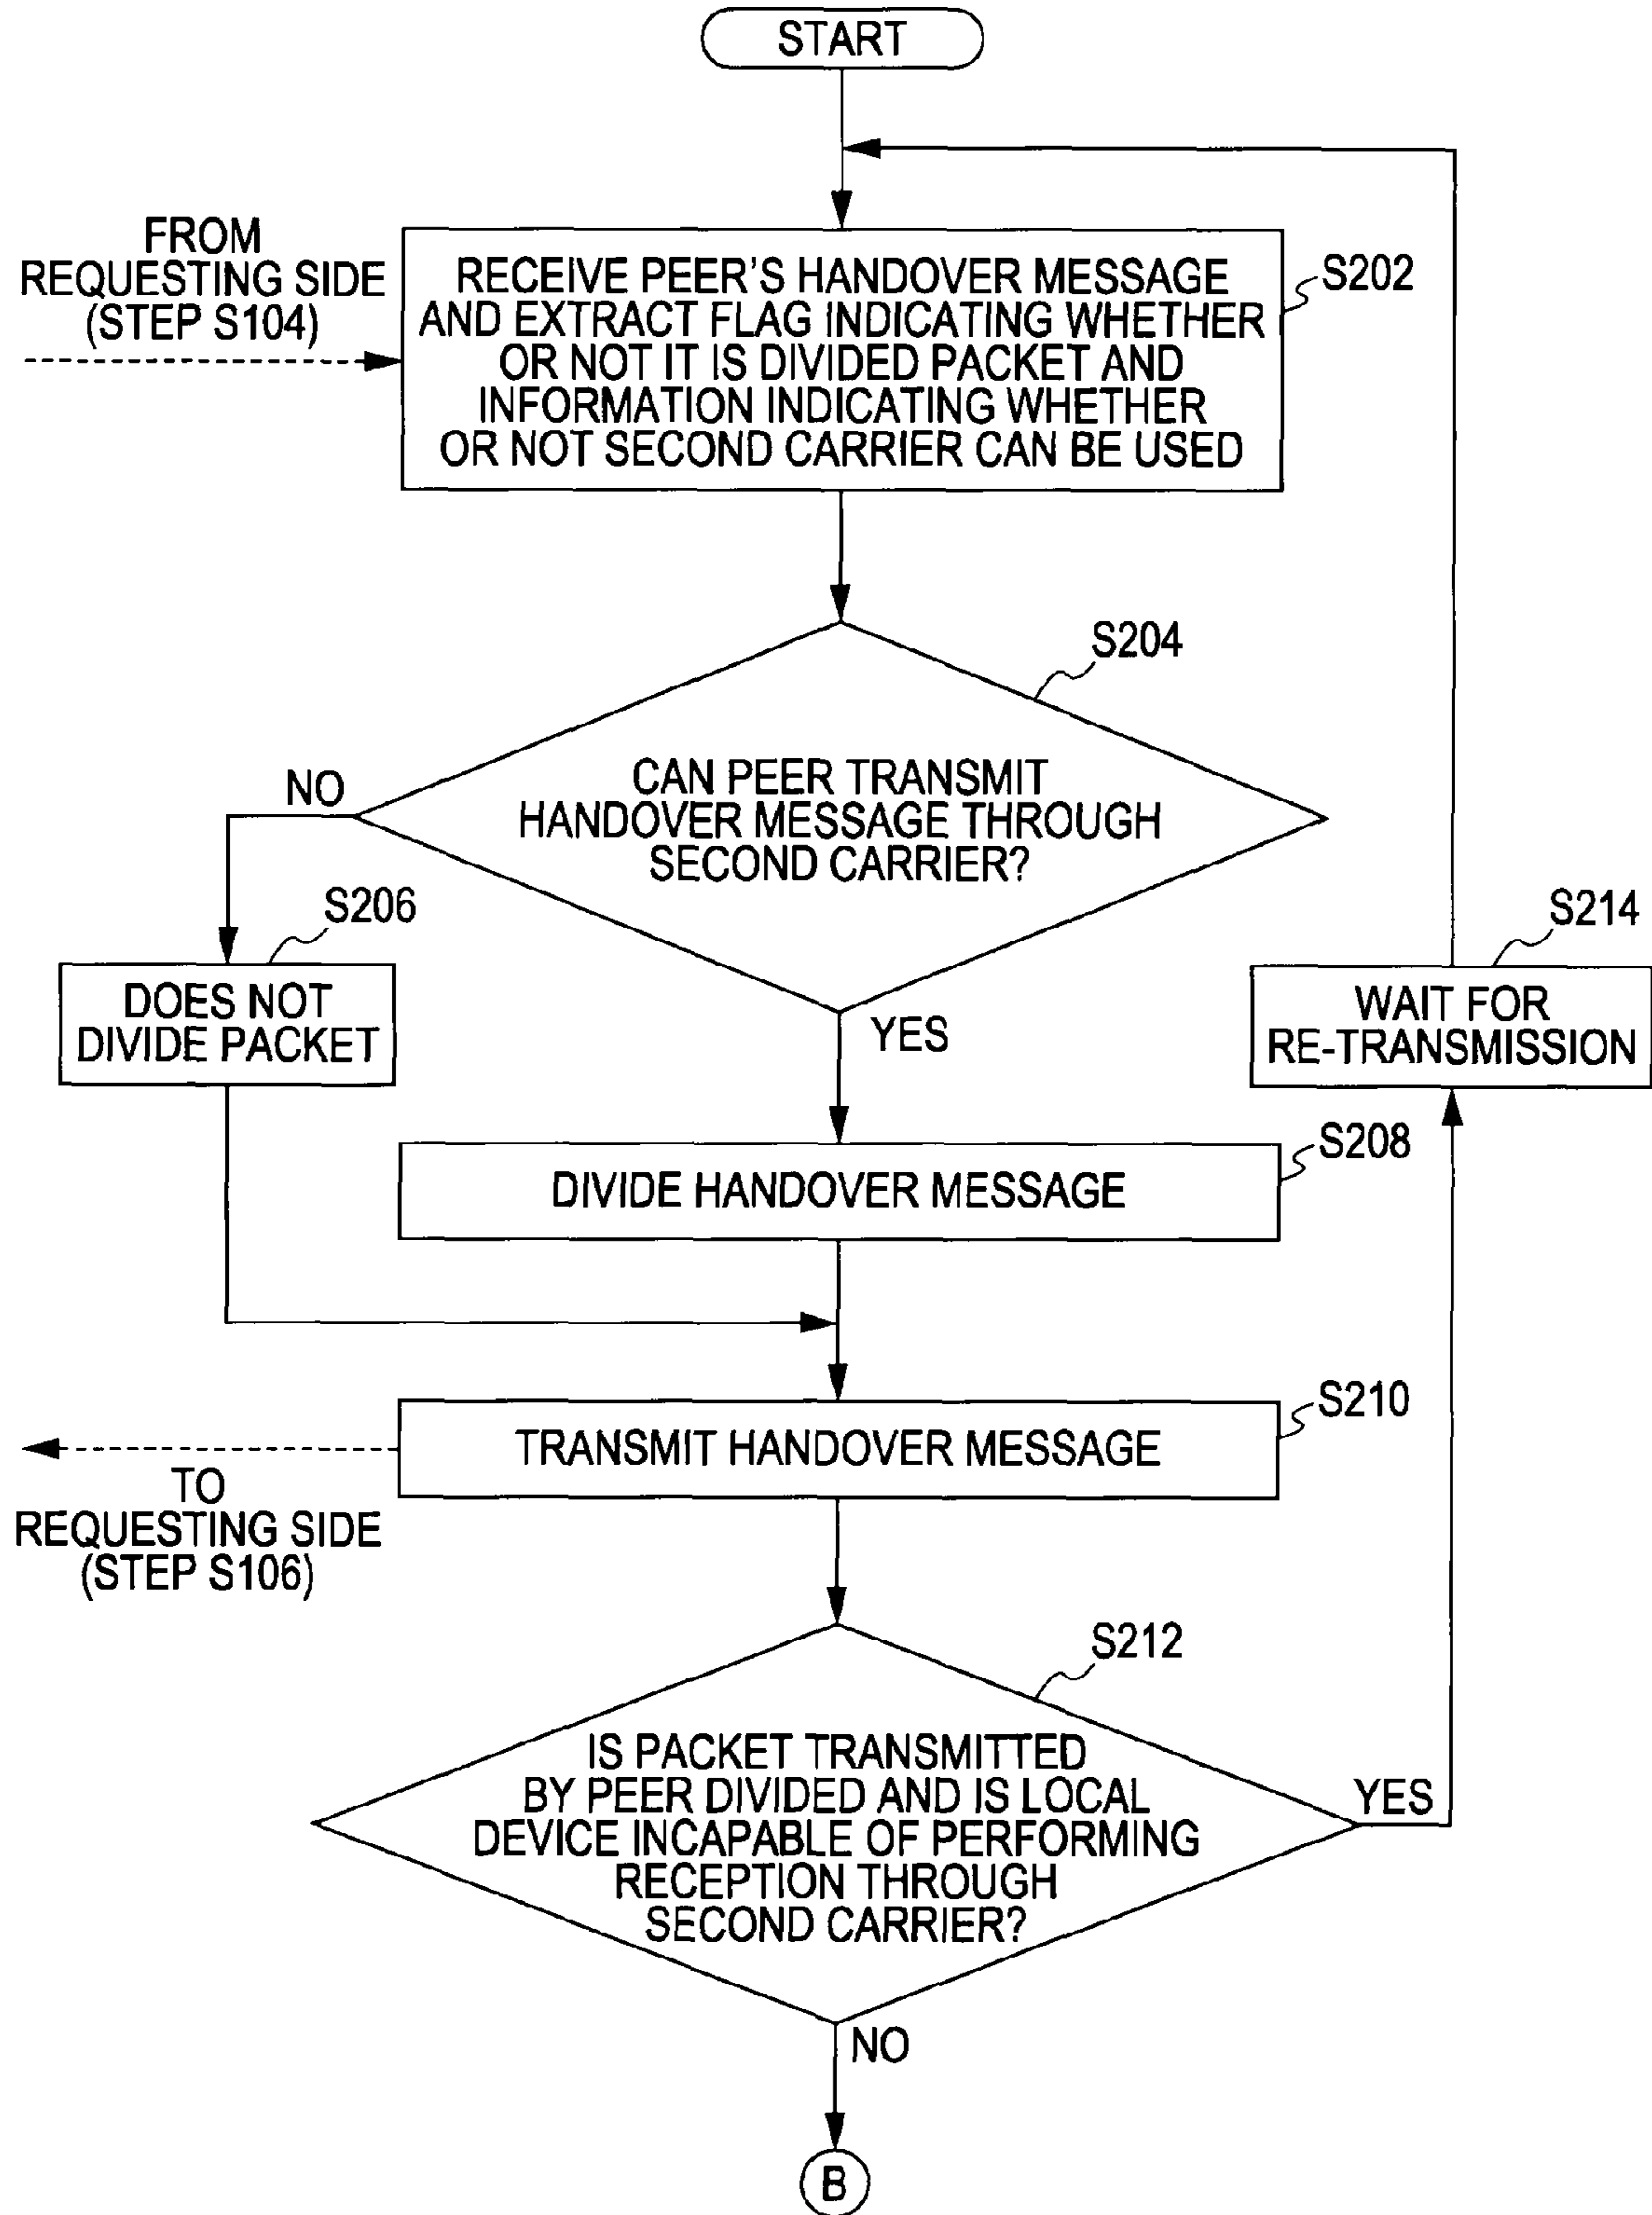 START
FROM
REQUESTING SIDE
(STEP S104)
RECEIVE PEER'S HANDOVER MESSAGE
AND EXTRACT FLAG INDICATING WHETHER
OR NOT IT IS DIVIDED PACKET AND
INFORMATION INDICATING WHETHER
OR NOT SECOND CARRIER CAN BE USED
S202
S204
CAN PEER TRANSMIT
HANDOVER MESSAGE THROUGH
SECOND CARRIER?
NO
YES
S206
DOES NOT
DIVIDE PACKET
S214
WAIT FOR
RE-TRANSMISSION
S208
DIVIDE HANDOVER MESSAGE
S210
TRANSMIT HANDOVER MESSAGE
TO
REQUESTING SIDE
(STEP S106)
S212
IS PACKET TRANSMITTED
BY PEER DIVIDED AND IS LOCAL
DEVICE INCAPABLE OF PERFORMING
RECEPTION THROUGH
SECOND CARRIER?
YES
NO
B